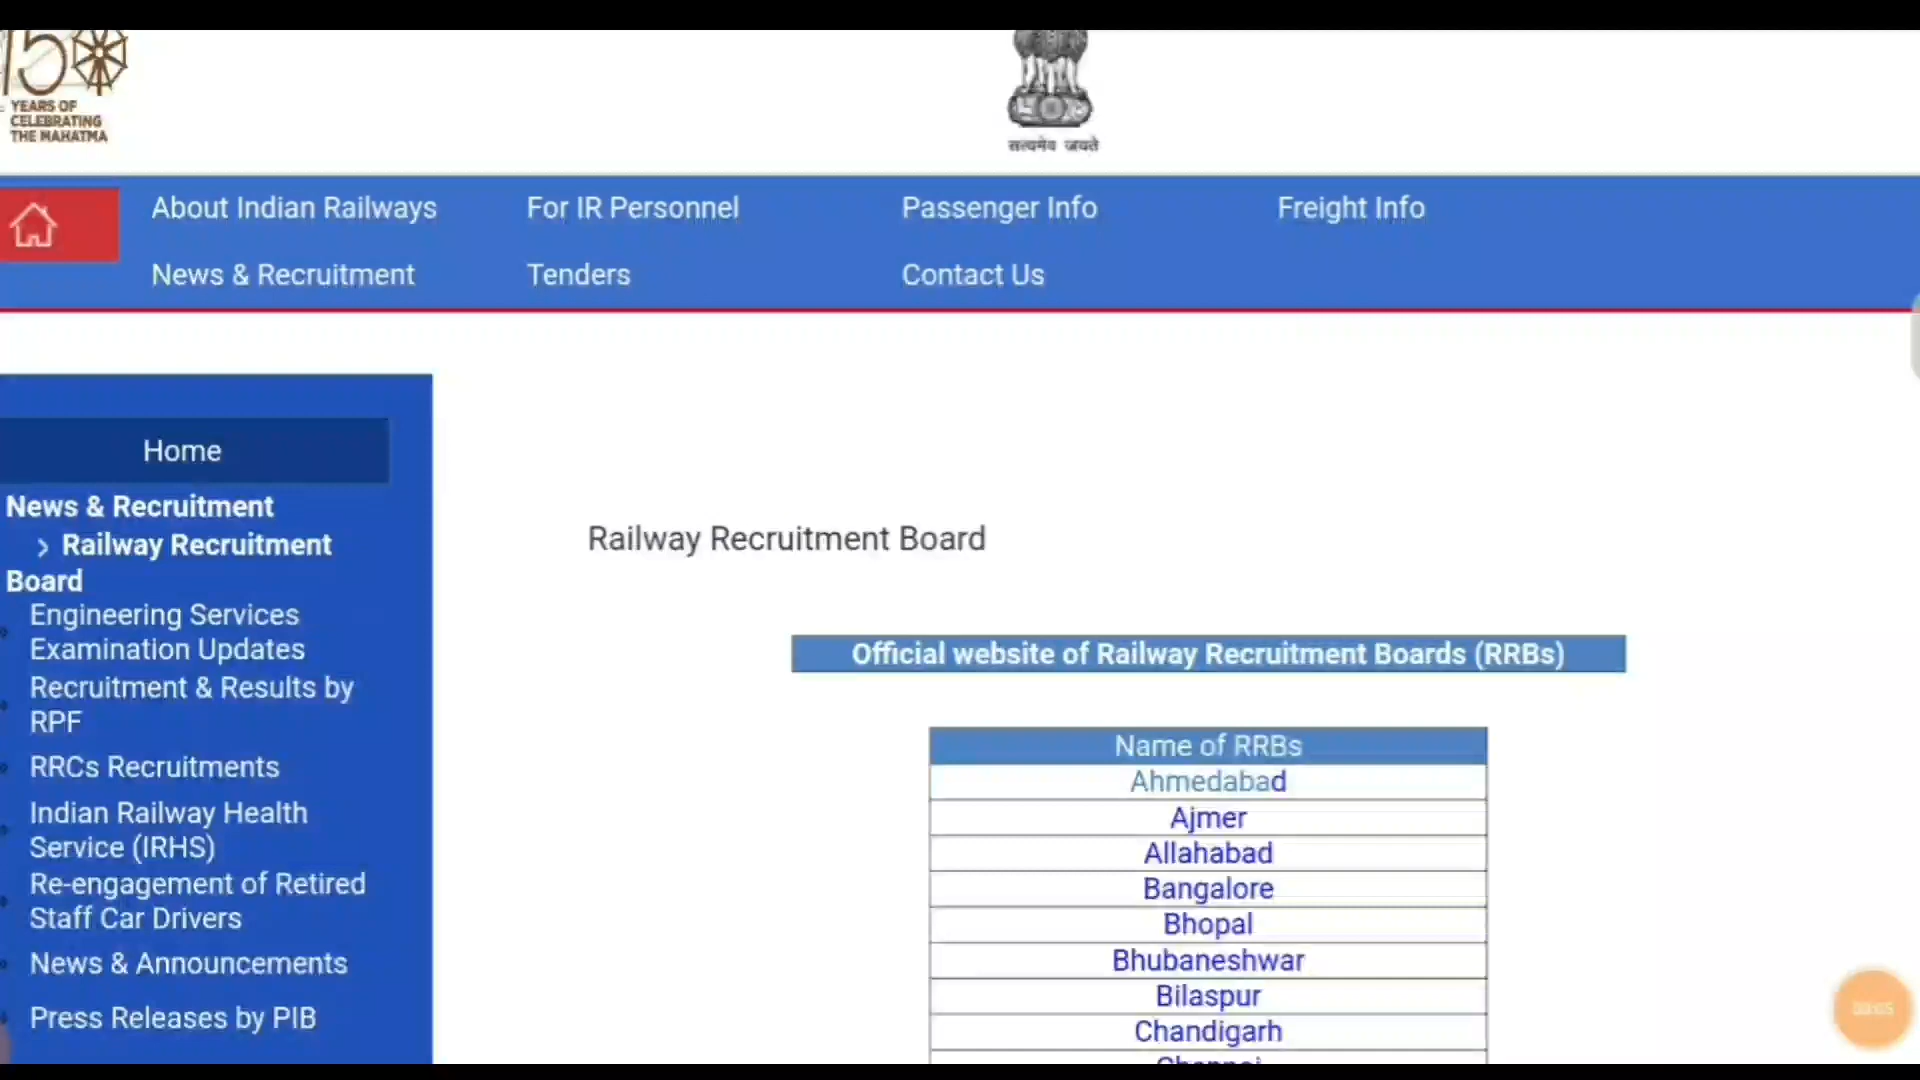 150
YEARS OF
CELEBRATING
THE MAHATMA
सत्यमेव जयते
About Indian Railways
For IR Personnel
Passenger Info
Freight Info
News & Recruitment
Tenders
Contact Us
Home
News & Recruitment
Railway Recruitment
Board
Engineering Services
Examination Updates
Recruitment & Results by
RPF
RRCs Recruitments
Indian Railway Health
Service (IRHS)
Re-engagement of Retired
Staff Car Drivers
News & Announcements
Press Releases by PIB
Railway Recruitment Board
Official website of Railway Recruitment Boards (RRBs)
Name of RRBs
Ahmedabad
Ajmer
Allahabad
Bangalore
Bhopal
Bhubaneshwar
Bilaspur
Chandigarh
Chennai